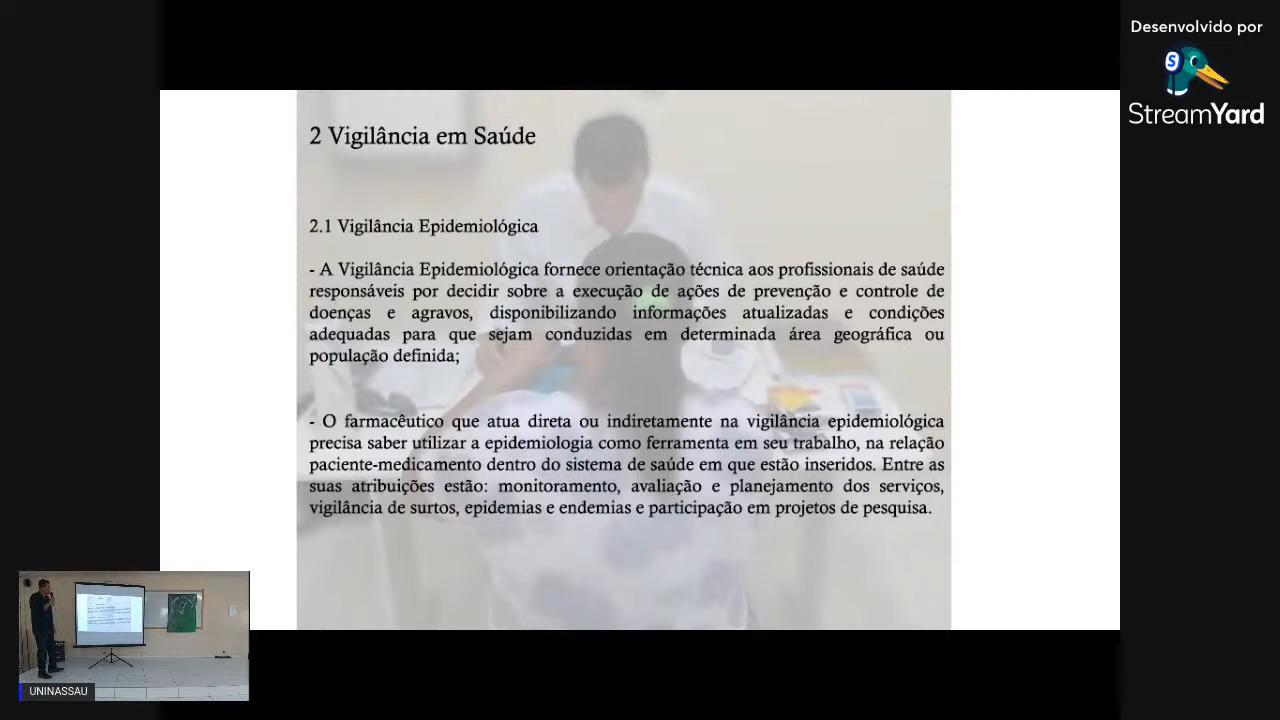 Desenvolvido por
StreamYard
2 Vigilância em Saúde
2.1 Vigilância Epidemiológica
- A Vigilância Epidemiológica fornece orientação técnica aos profissionais de saúde
responsáveis por decidir sobre a execução de ações de prevenção e controle de
doenças e agravos, disponibilizando informações atualizadas e condições
adequadas para que sejam conduzidas em determinada área geográfica ou
população definida;
- O farmacêutico que atua direta ou indiretamente na vigilância epidemiológica
precisa saber utilizar a epidemiologia como ferramenta em seu trabalho, na relação
paciente-medicamento dentro do sistema de saúde em que estão inseridos. Entre as
suas atribuições estão: monitoramento, avaliação e planejamento dos serviços,
vigilância de surtos, epidemias e endemias e participação em projetos de pesquisa.
UNINASSAU